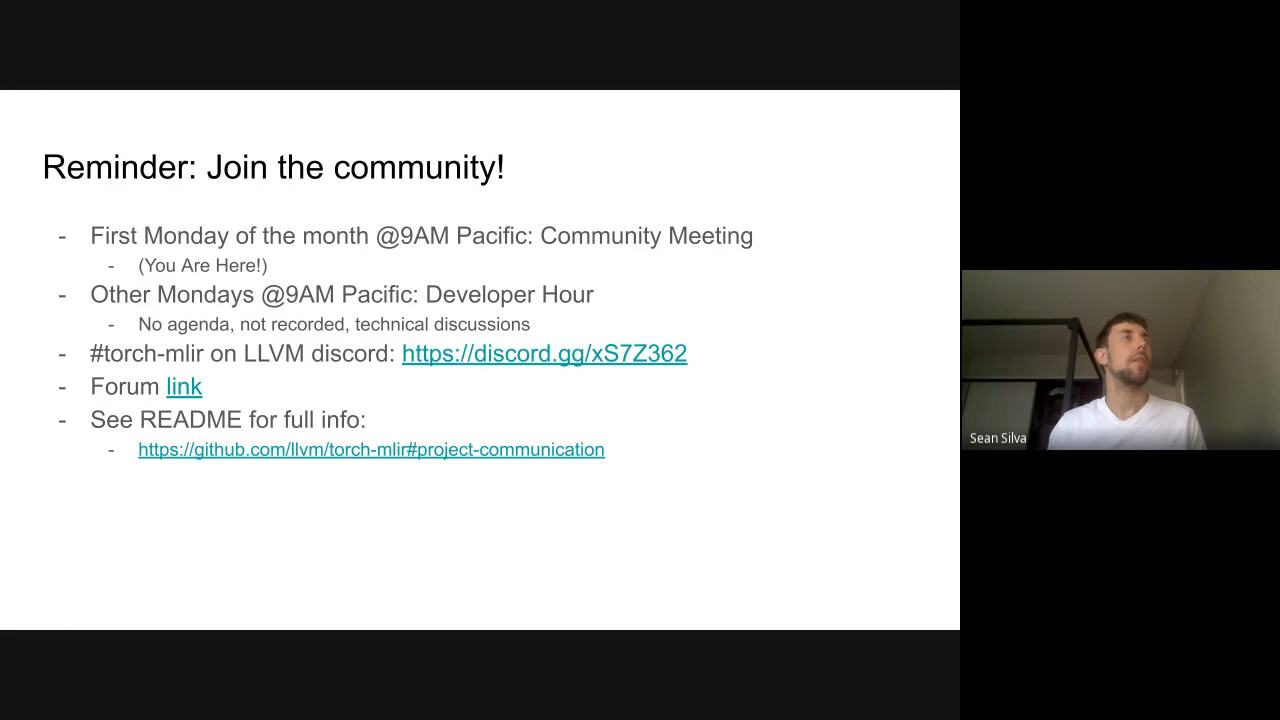 Reminder: Join the community!
- First Monday of the month @9AM Pacific: Community Meeting
- (You Are Here!)
- Other Mondays @9AM Pacific: Developer Hour
- No agenda, not recorded, technical discussions
- #torch-mlir on LLVM discord: https://discord.gg/xS7Z362
- Forum link
- See README for full info:
- https://github.com/llvm/torch-mlir#project-communication
Sean Silva